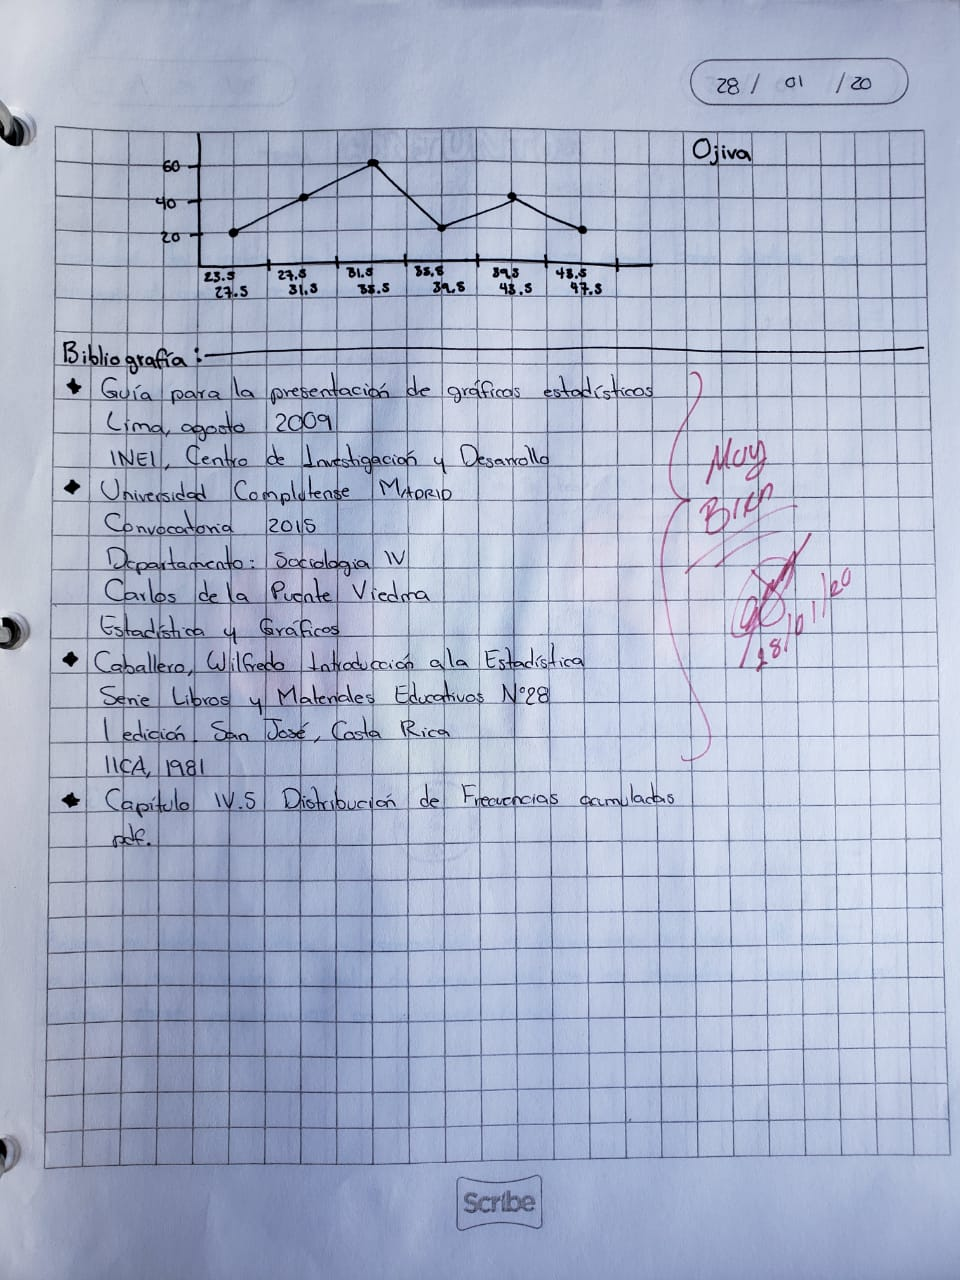 28 / 01 / 20
Ojiva
60
40
20
23.5 27.5 31.5 35.5 39.5 43.5
27.5 31.5 35.5 39.5 43.5 47.5
Bibliografía:
Guía para la presentación de gráficos estadísticos
Lima, agosto 2009
INEI, Centro de Investigación y Desarrollo
Universidad Complutense MADRID
Convocatoria 2015
Departamento: Sociologia IV
Carlos de la Puente Viedma
Estadística y Gráficos
Caballero, Wilfredo Introducción a la Estadística
Serie Libros y Materiales Educativos N°28
1 edición San José, Costa Rica
IICA, 1981
Capítulo IV.5 Distribución de Frecuencias acumuladas
pdf.
Muy
Bien
28/01/20
Scribe